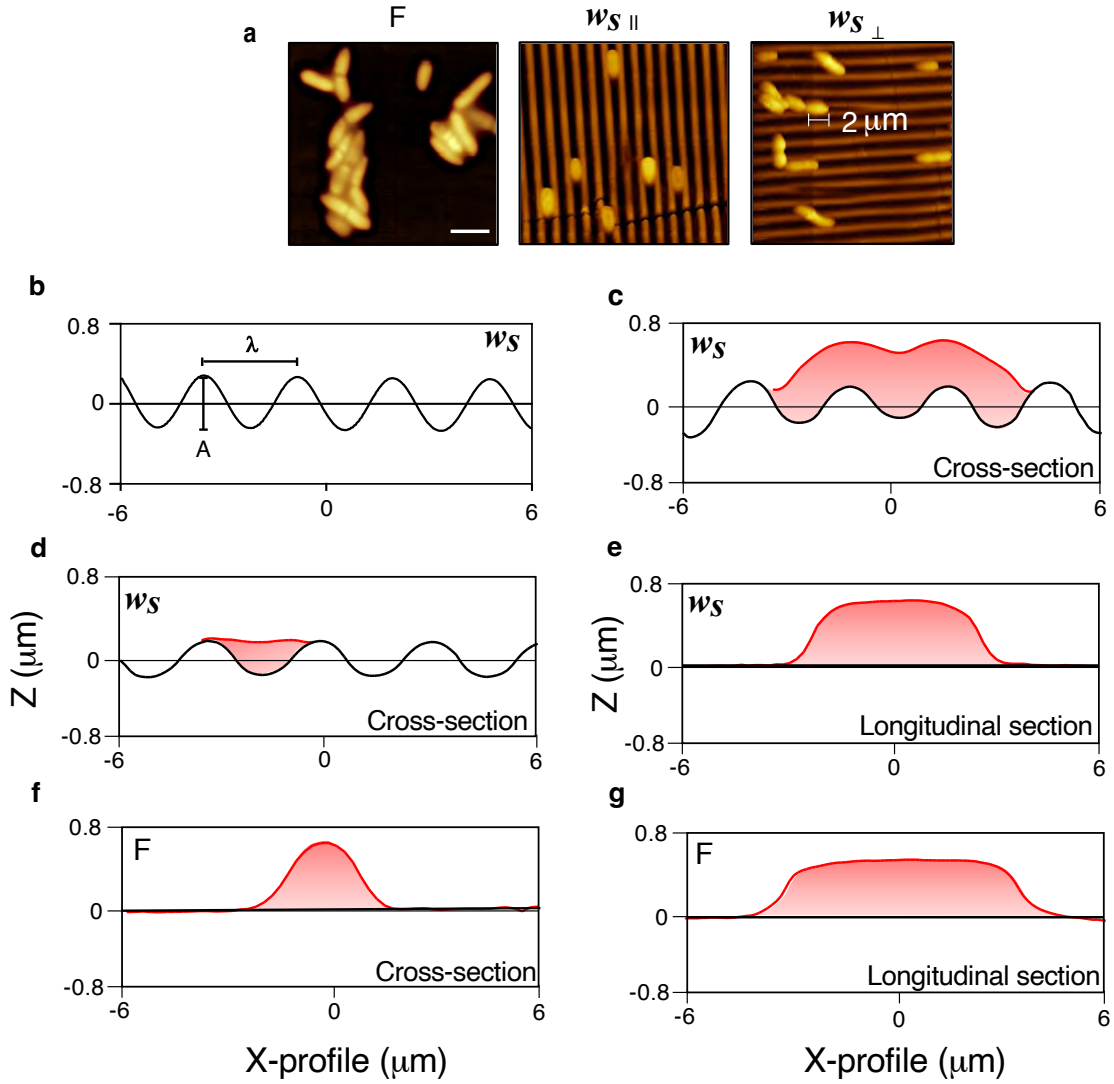 F
wS ||
wS ⊥
a
2 μm
b
0.8
0
-0.8
λ
A
wS
-6
0
6
c
0.8
0
-0.8
wS
Cross-section
-6
0
6
d
0.8
0
-0.8
wS
Cross-section
-6
0
6
e
0.8
0
-0.8
wS
Longitudinal section
-6
0
6
Z (μm)
Z (μm)
f
0.8
0
-0.8
F
Cross-section
-6
0
6
g
0.8
0
-0.8
F
Longitudinal section
-6
0
6
X-profile (μm)
X-profile (μm)